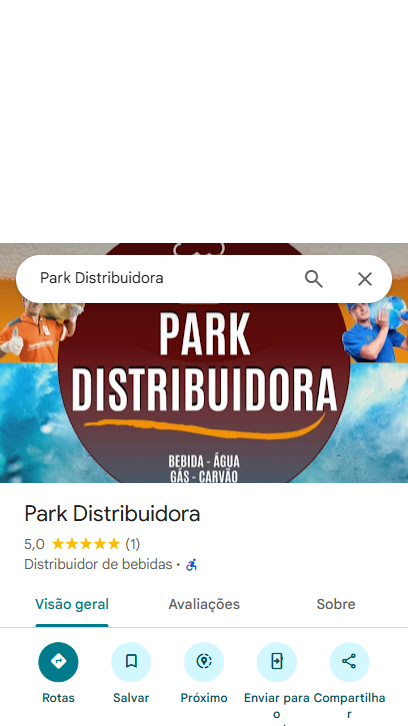 Park Distribuidora
PARK
DISTRIBUIDORA
BEBIDA - ÁGUA
GÁS - CARVÃO
Park Distribuidora
5,0 ★★★★★ (1)
Distribuidor de bebidas ·
Visão geral Avaliações Sobre
Rotas Salvar Próximo Enviar para o Compartilhar